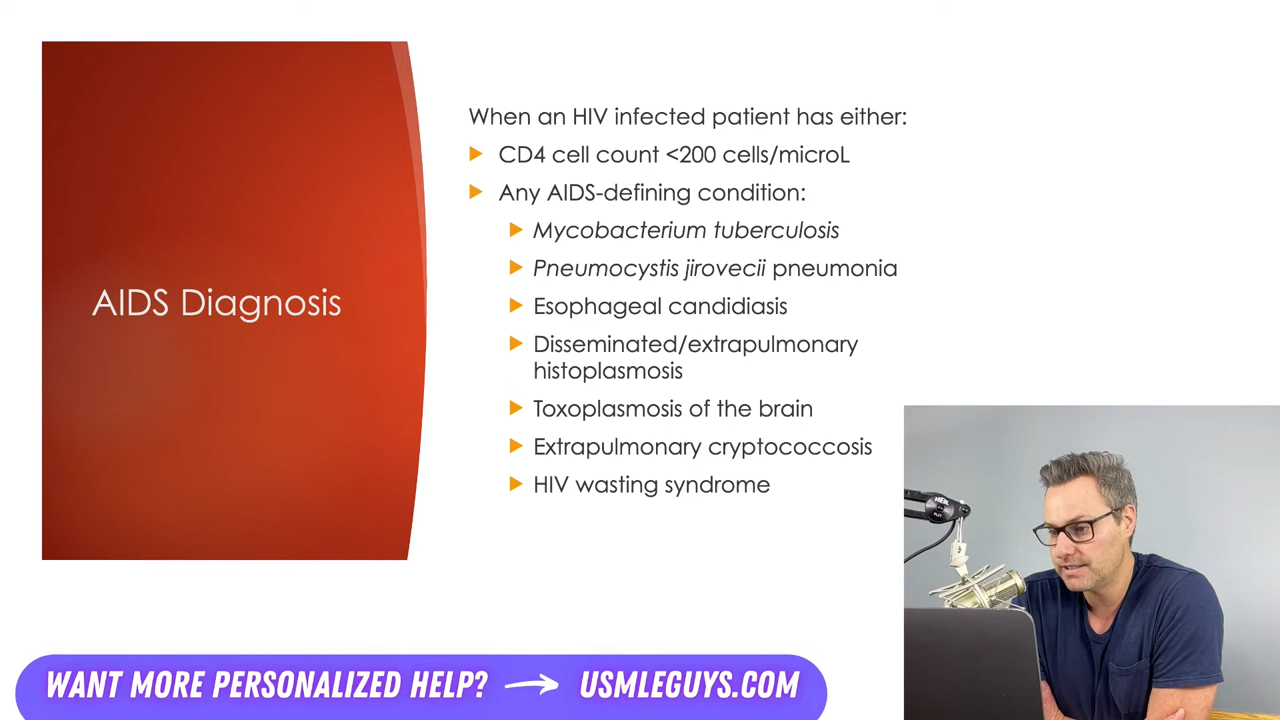 AIDS Diagnosis
When an HIV infected patient has either:
CD4 cell count <200 cells/microL
Any AIDS-defining condition:
Mycobacterium tuberculosis
Pneumocystis jirovecii pneumonia
Esophageal candidiasis
Disseminated/extrapulmonary
histoplasmosis
Toxoplasmosis of the brain
Extrapulmonary cryptococcosis
HIV wasting syndrome
WANT MORE PERSONALIZED HELP? → USMLEGUYS.COM